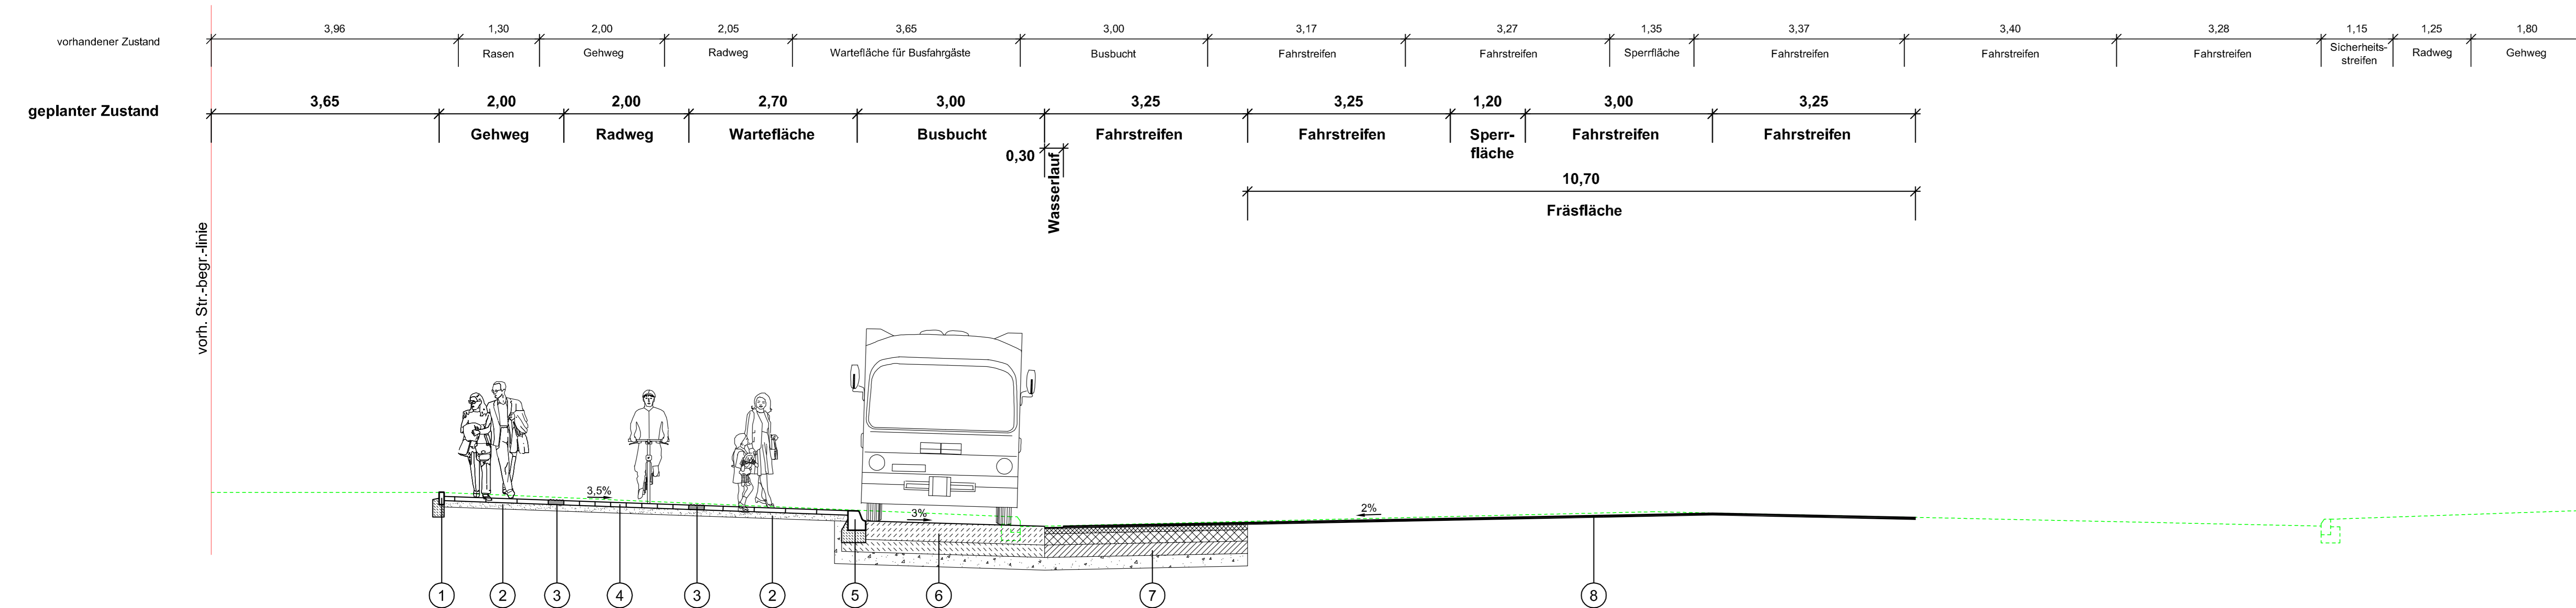 vorhandener Zustand
3,96 1,30 2,00 2,05 3,65 3,00 3,17 3,27 1,35 3,37 3,40 3,28 1,15 1,25 1,80
Rasen Gehweg Radweg Wartefläche für Busfahrgäste Busbucht Fahrstreifen Fahrstreifen Sperrfläche Fahrstreifen Fahrstreifen Fahrstreifen Sicherheits- Radweg Gehweg
streifen
geplanter Zustand
3,65 2,00 2,00 2,70 3,00 3,25 3,25 1,20 3,00 3,25
Gehweg Radweg Wartefläche Busbucht Fahrstreifen Fahrstreifen Sperr- Fahrstreifen Fahrstreifen
fläche
0,30
Wasserlauf
10,70
Fräsfläche
vorh. Str.-begr.-linie
3,5%
3%
2%
1 2 3 4 3 2 5 6 7 8